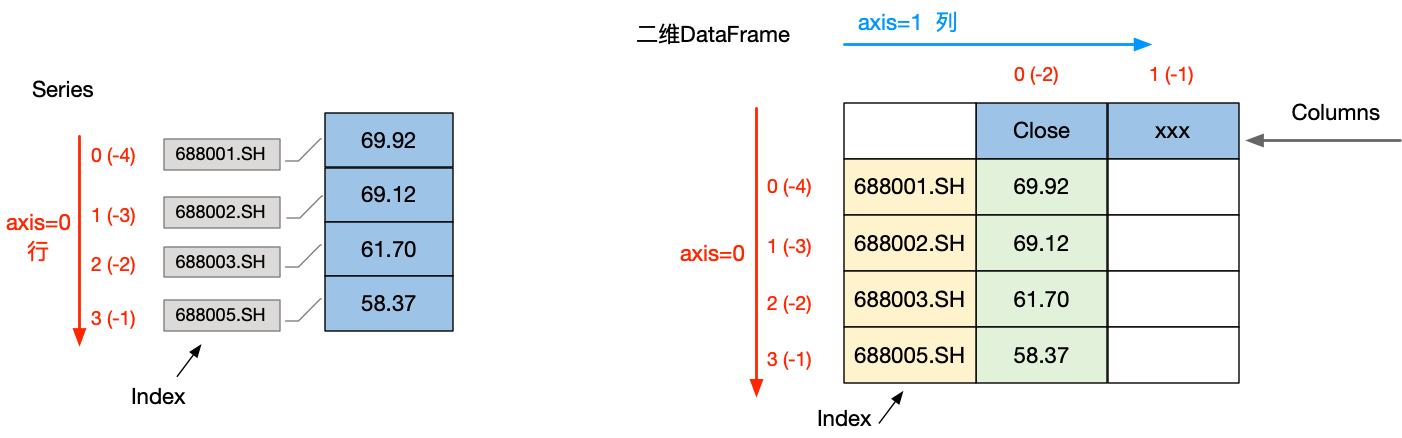 Series
axis=0
行
0 (-4)
1 (-3)
2 (-2)
3 (-1)
688001.SH
688002.SH
688003.SH
688005.SH
69.92
69.12
61.70
58.37
Index
二维DataFrame
axis=1 列
0 (-2) 1 (-1)
Columns
Close xxx
axis=0
0 (-4) 688001.SH 69.92
1 (-3) 688002.SH 69.12
2 (-2) 688003.SH 61.70
3 (-1) 688005.SH 58.37
Index